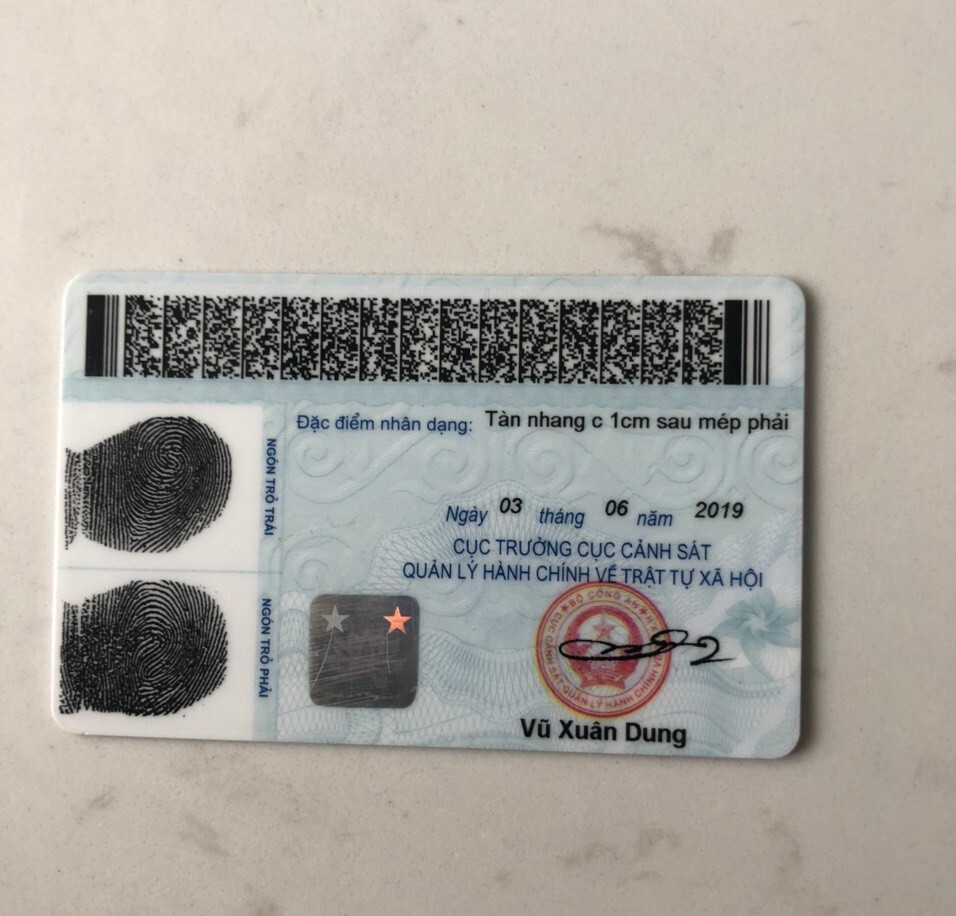 Đặc điểm nhân dạng: Tàn nhang c 1cm sau mép phải
NGÓN TRỎ TRÁI
Ngày 03 tháng 06 năm 2019
CỤC TRƯỞNG CỤC CẢNH SÁT
QUẢN LÝ HÀNH CHÍNH VỀ TRẬT TỰ XÃ HỘI
NGÓN TRỎ PHẢI
BỘ CÔNG AN
Vũ Xuân Dung